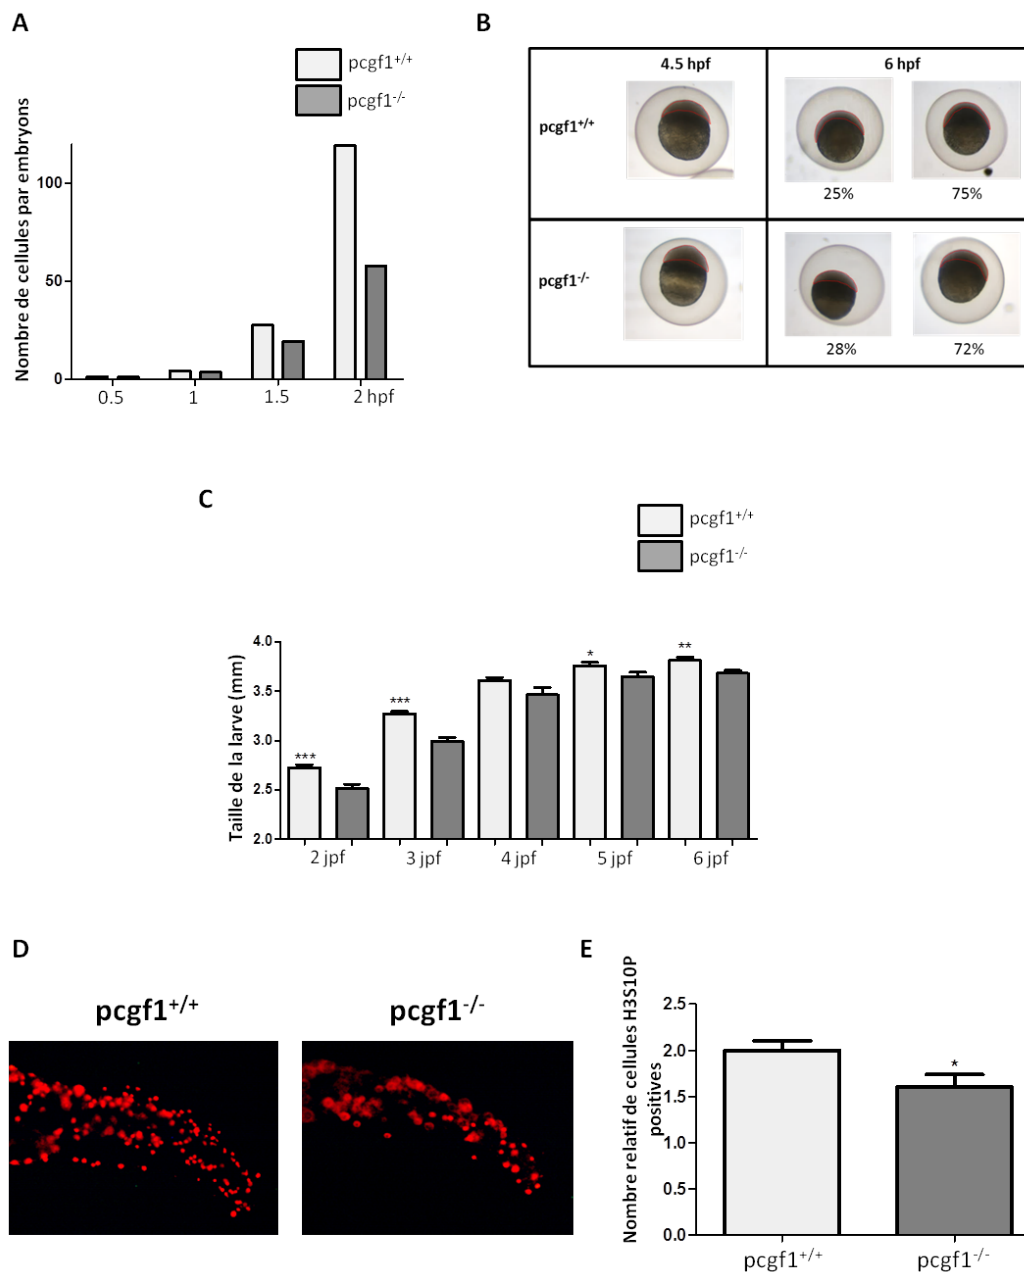 A
pcgf1+/+
pcgf1-/-
Nombre de cellules par embryons
100
50
0
0.5 1 1.5 2 hpf
B
4.5 hpf 6 hpf
pcgf1+/+
25% 75%
pcgf1-/-
28% 72%
C
pcgf1+/+
pcgf1-/-
Taille de la larve (mm)
4.0
3.5
3.0
2.5
2.0
***
***
*
**
2 jpf 3 jpf 4 jpf 5 jpf 6 jpf
D
pcgf1+/+ pcgf1-/-
E
Nombre relatif de cellules H3S10P
positives
2.5
2.0
1.5
1.0
0.5
0.0
*
pcgf1+/+ pcgf1-/-